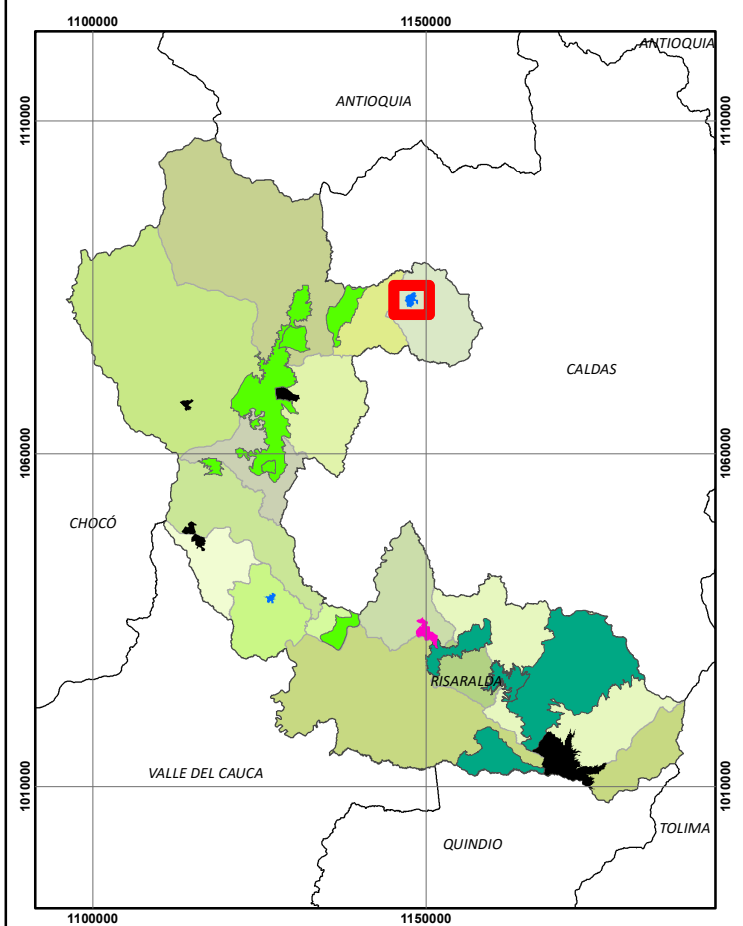 1100000 1150000
ANTIOQUIA
ANTIOQUIA
1110000 1110000
CALDAS
1060000 1060000
CHOCÓ
RISARALDA
VALLE DEL CAUCA
1010000 1010000
TOLIMA
QUINDIO
1100000 1150000